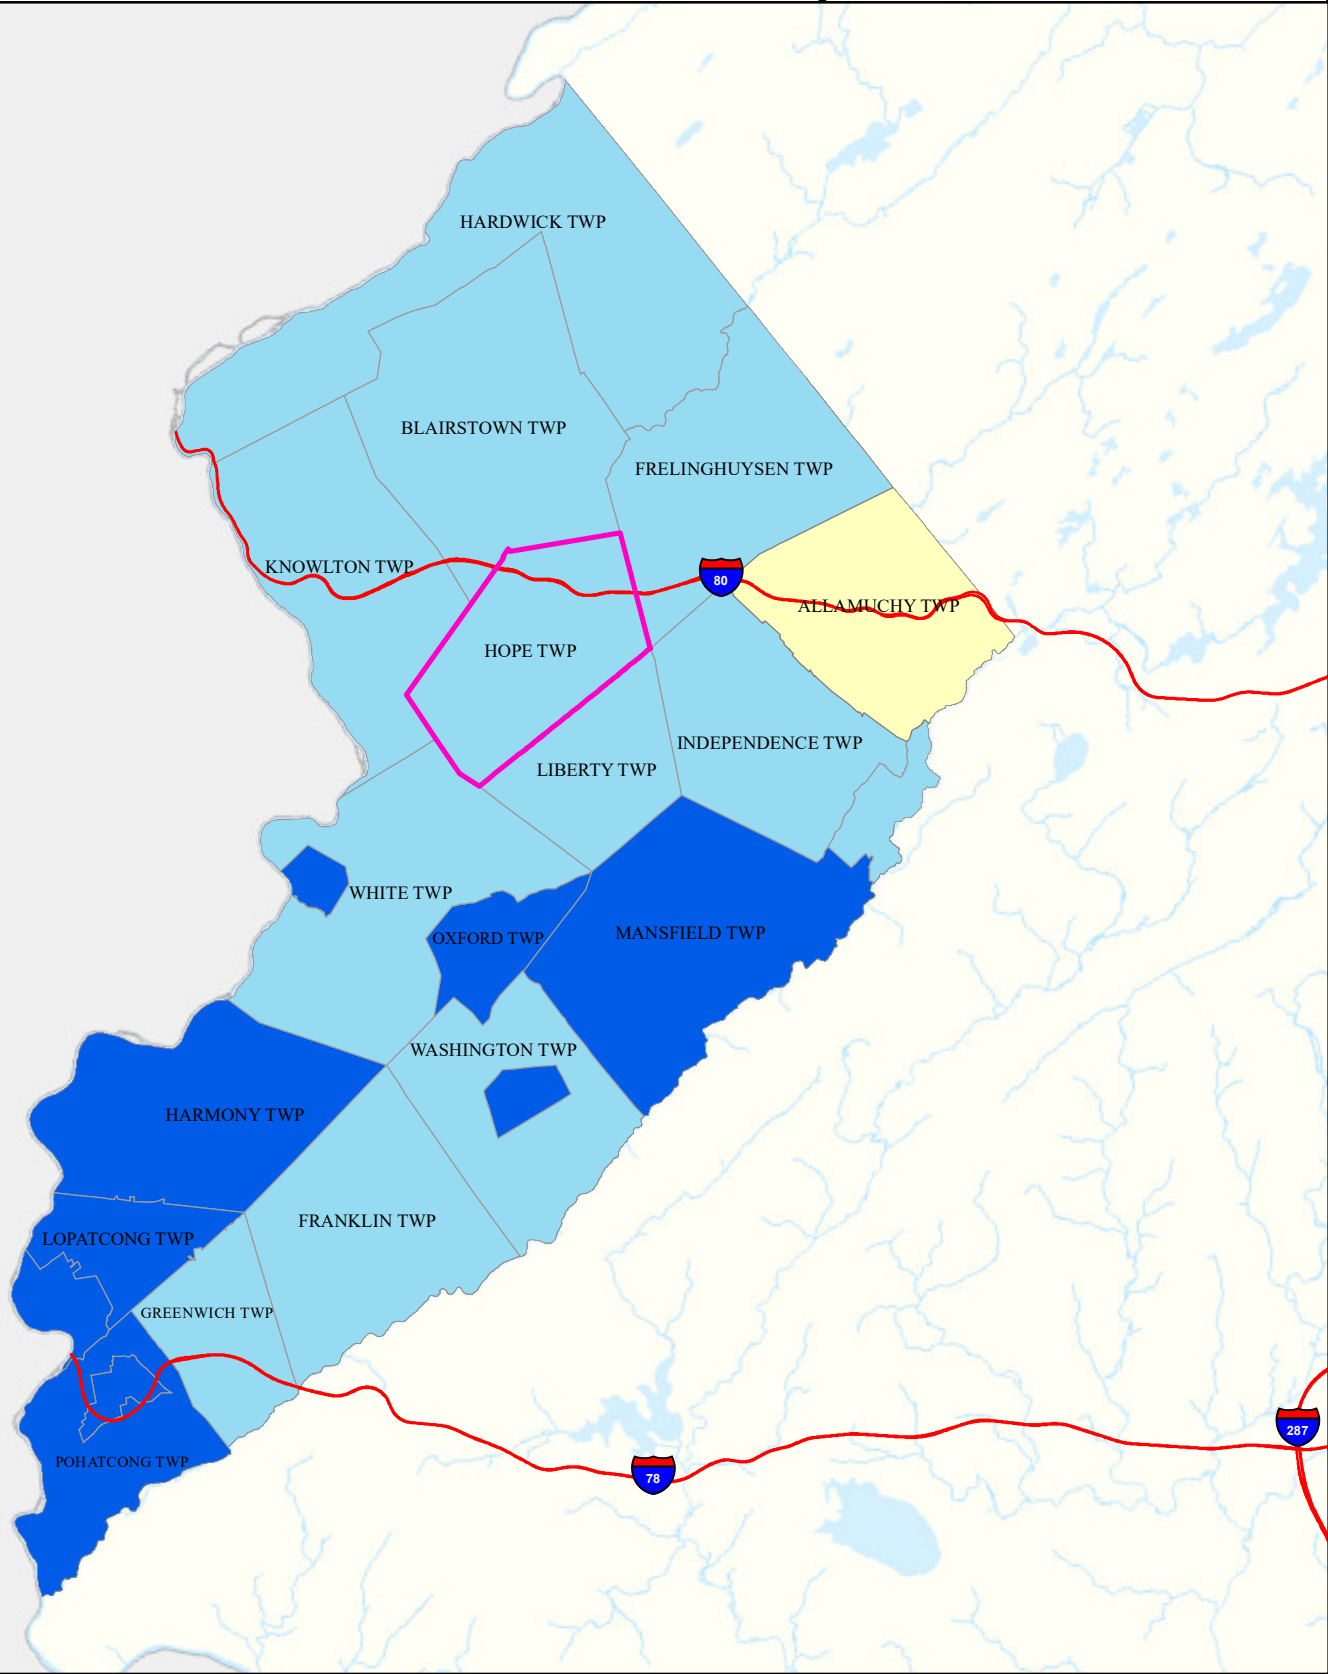 HARDWICK TWP
BLAIRSTOWN TWP
FRELINGHUYSEN TWP
KNOWLTON TWP
80
ALLAMUCHY TWP
HOPE TWP
INDEPENDENCE TWP
LIBERTY TWP
WHITE TWP
OXFORD TWP
MANSFIELD TWP
WASHINGTON TWP
HARMONY TWP
FRANKLIN TWP
LOPATCONG TWP
GREENWICH TWP
287
POHATCONG TWP
78